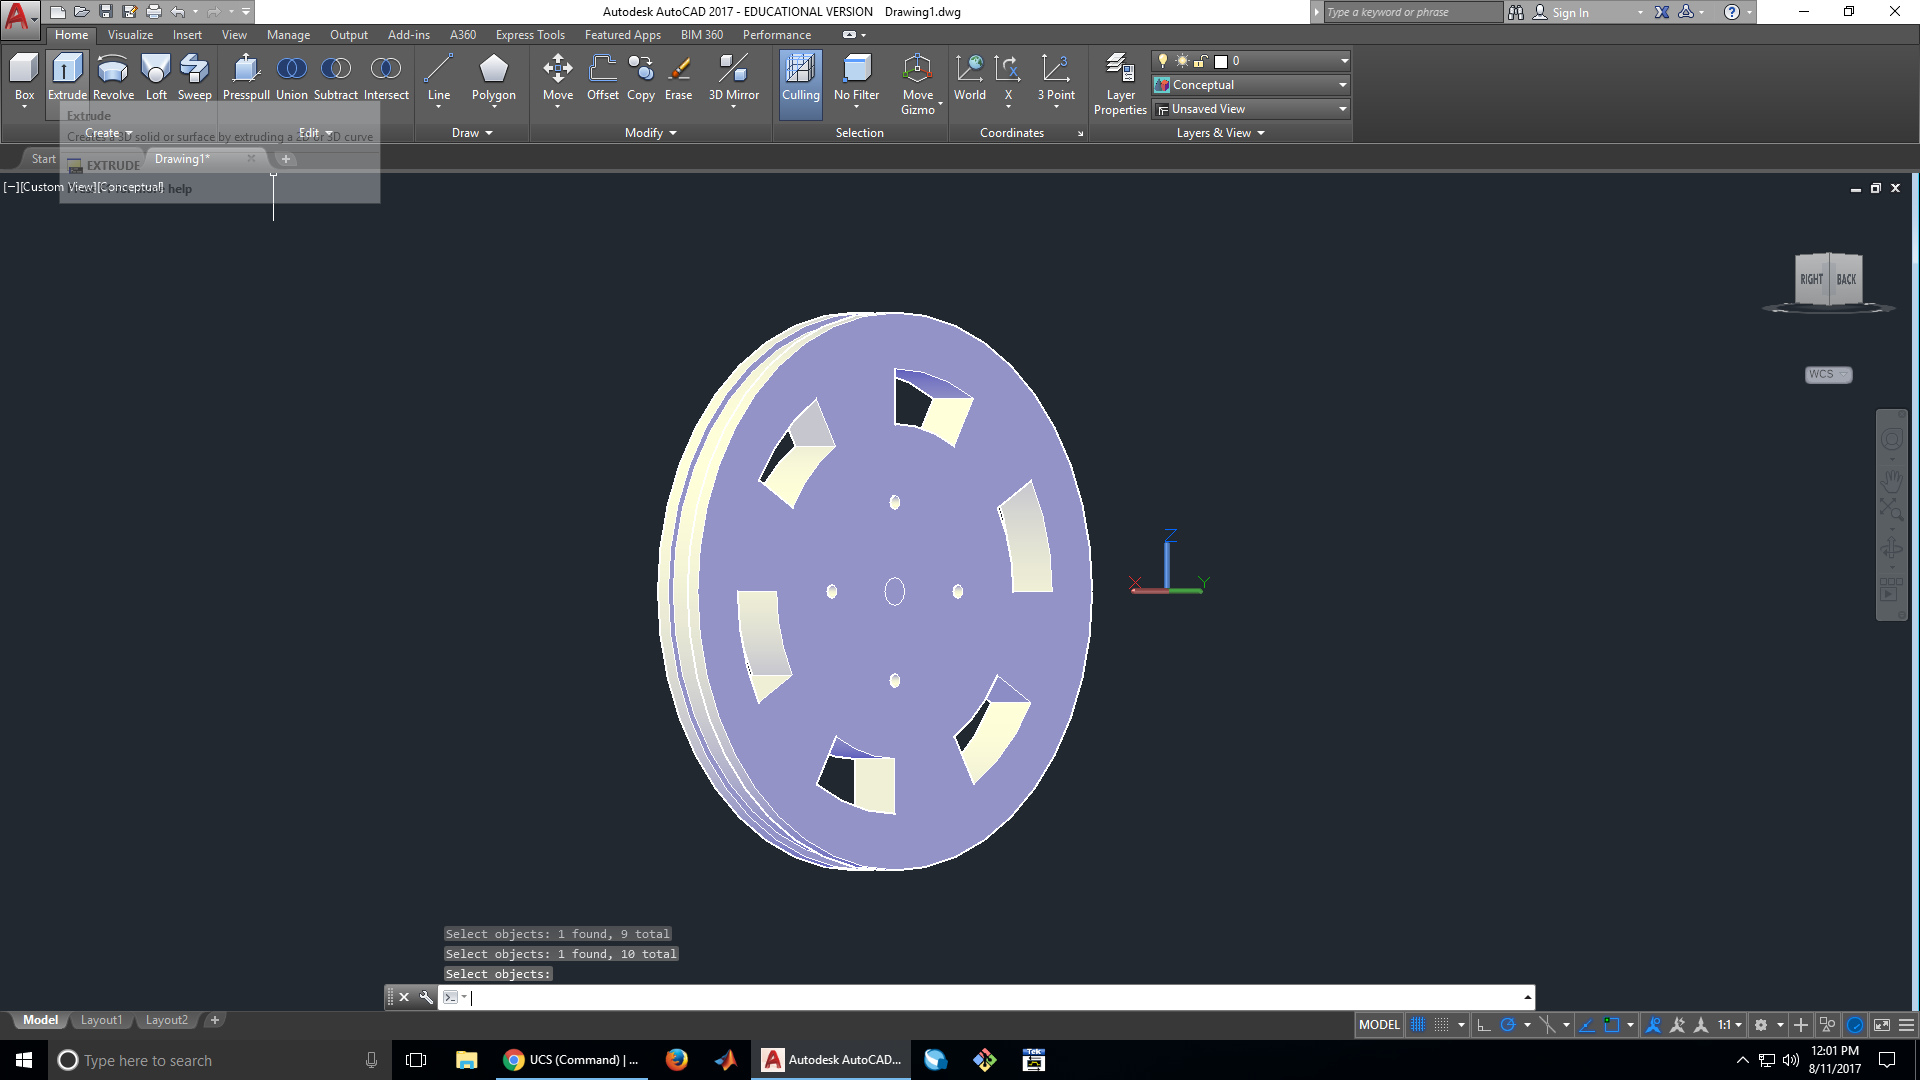 Autodesk AutoCAD 2017 - EDUCATIONAL VERSION Drawing1.dwg
Type a keyword or phrase
Sign In
Home Visualize Insert View Manage Output Add-ins A360 Express Tools Featured Apps BIM 360 Performance
Box Extrude Revolve Loft Sweep Presspull Union Subtract Intersect Line Polygon Move Offset Copy Erase 3D Mirror Culling No Filter Move Gizmo World X 3 Point Layer Properties
0
Conceptual
Unsaved View
Create Edit Draw Modify Selection Coordinates Layers & View
Extrude
Creates a 3D solid or surface by extruding a 2D or 3D curve
EXTRUDE
help
Start Drawing1* +
[−][Custom View][Conceptual]
RIGHT BACK
WCS
Z
X Y
Select objects: 1 found, 9 total
Select objects: 1 found, 10 total
Select objects:
Model Layout1 Layout2 +
MODEL 1:1
Type here to search
UCS (Command) | ...
Autodesk AutoCAD...
Tek
12:01 PM
8/11/2017